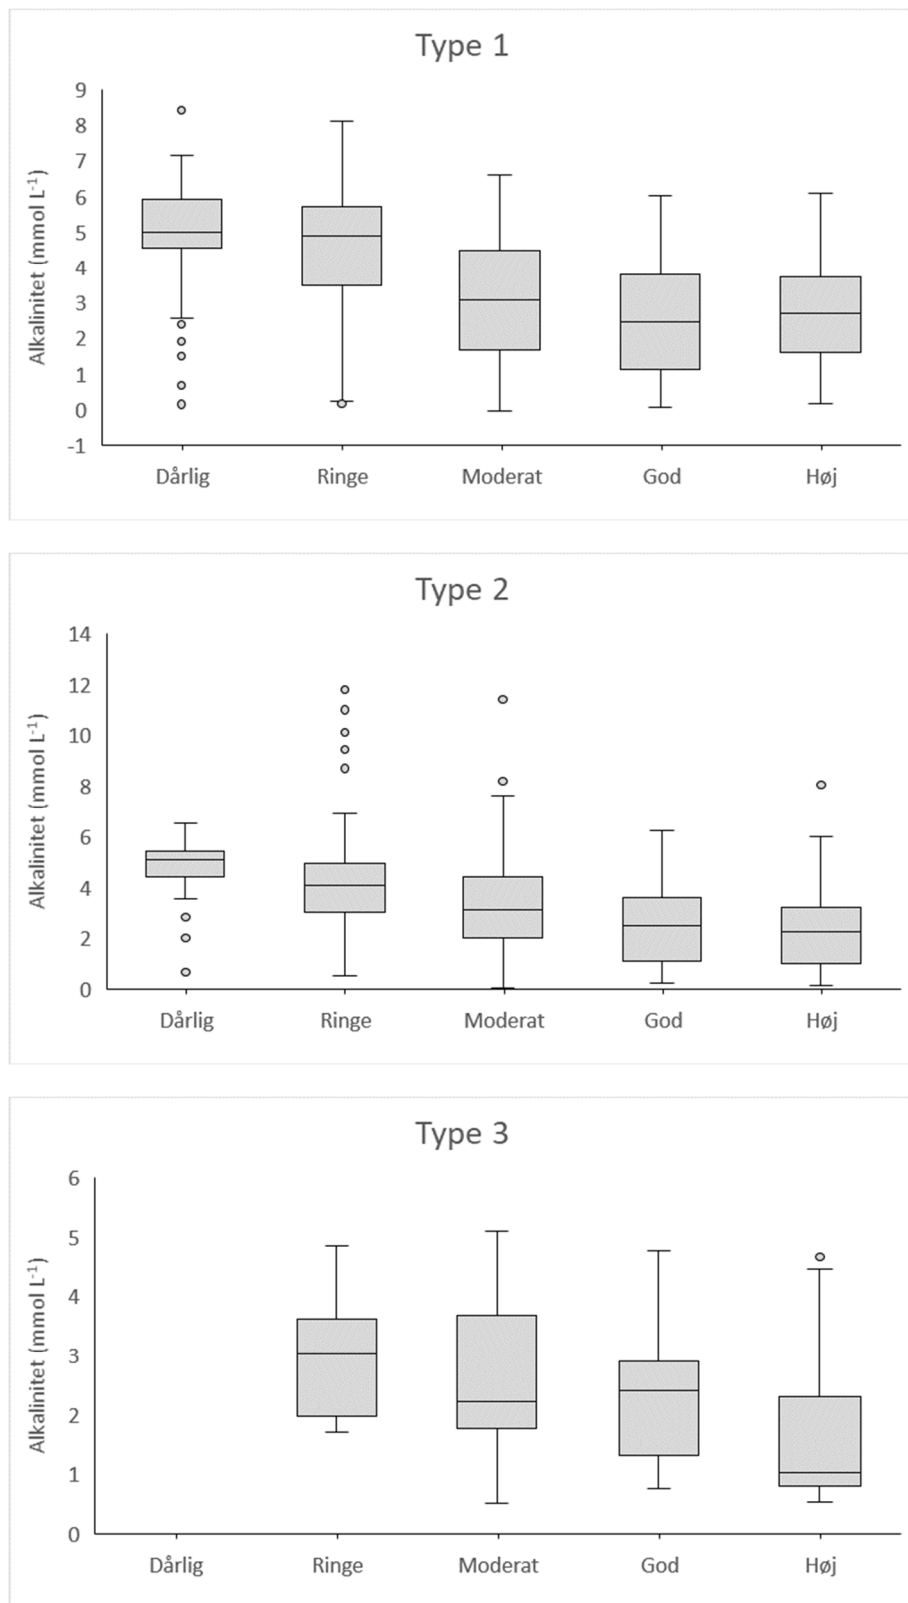 Type 1
Alkalinitet (mmol L⁻¹)
9
8
7
6
5
4
3
2
1
0
-1
Dårlig Ringe Moderat God Høj
Type 2
Alkalinitet (mmol L⁻¹)
14
12
10
8
6
4
2
0
Dårlig Ringe Moderat God Høj
Type 3
Alkalinitet (mmol L⁻¹)
6
5
4
3
2
1
0
Dårlig Ringe Moderat God Høj